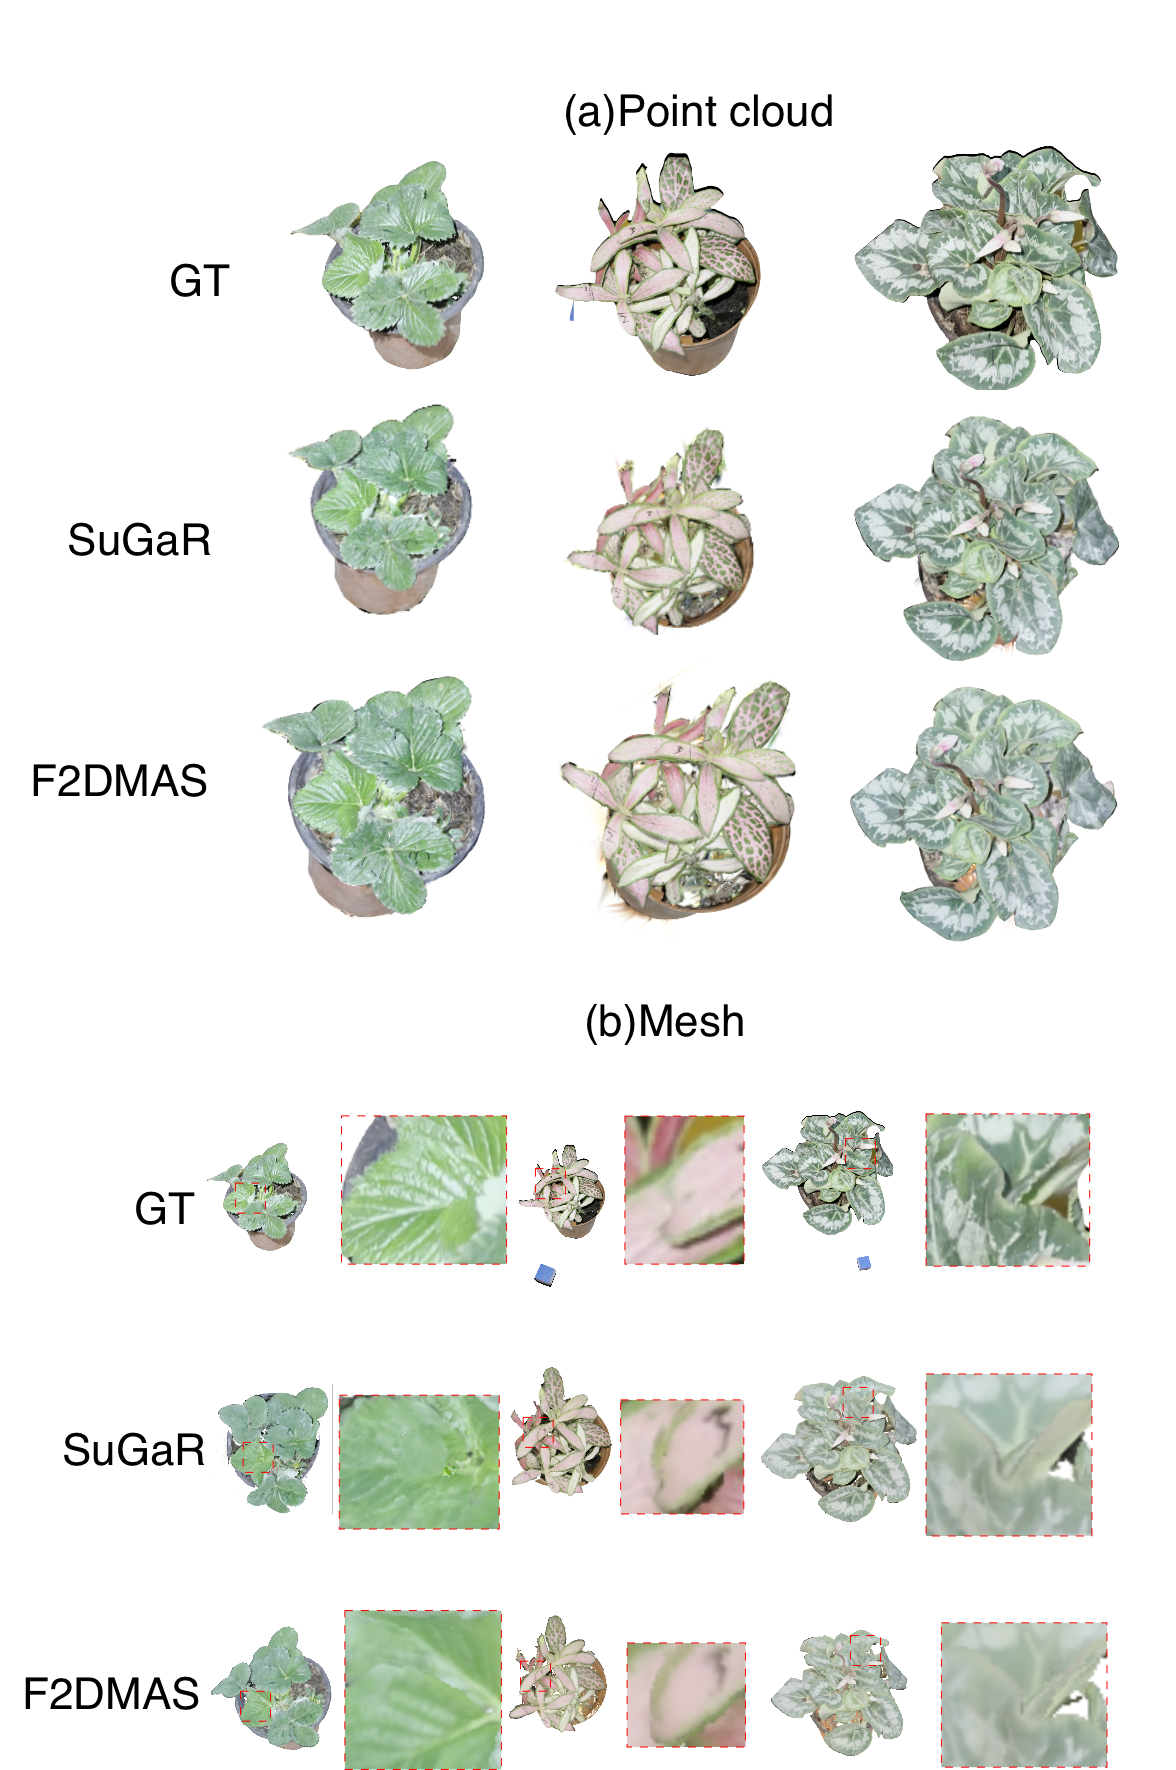 (a)Point cloud
GT
SuGaR
F2DMAS
(b)Mesh
GT
SuGaR
F2DMAS